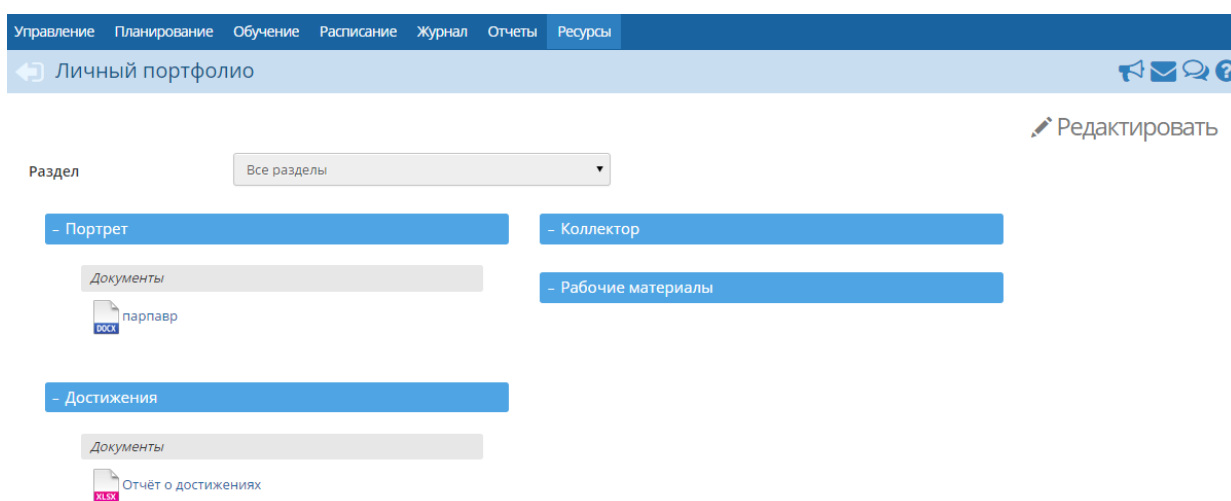 Управление Планирование Обучение Расписание Журнал Отчеты Ресурсы
Личный портфолио
Редактировать
Раздел Все разделы
– Портрет
Документы
DOCX парпавр
– Достижения
Документы
XLSX Отчёт о достижениях
– Коллектор
– Рабочие материалы